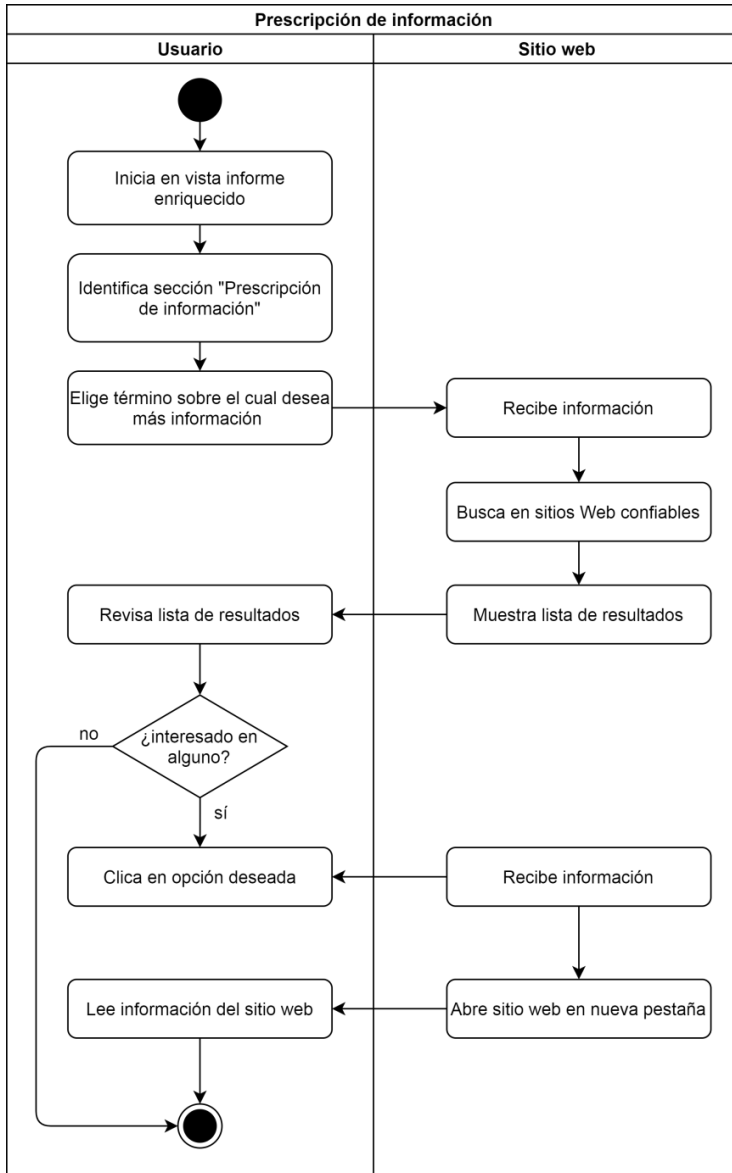 Prescripción de información
Usuario
Sitio web
Inicia en vista informe
enriquecido
Identifica sección "Prescripción
de información"
Elige término sobre el cual desea
más información
Recibe información
Busca en sitios Web confiables
Muestra lista de resultados
Revisa lista de resultados
¿interesado en
alguno?
no
sí
Clica en opción deseada
Recibe información
Abre sitio web en nueva pestaña
Lee información del sitio web